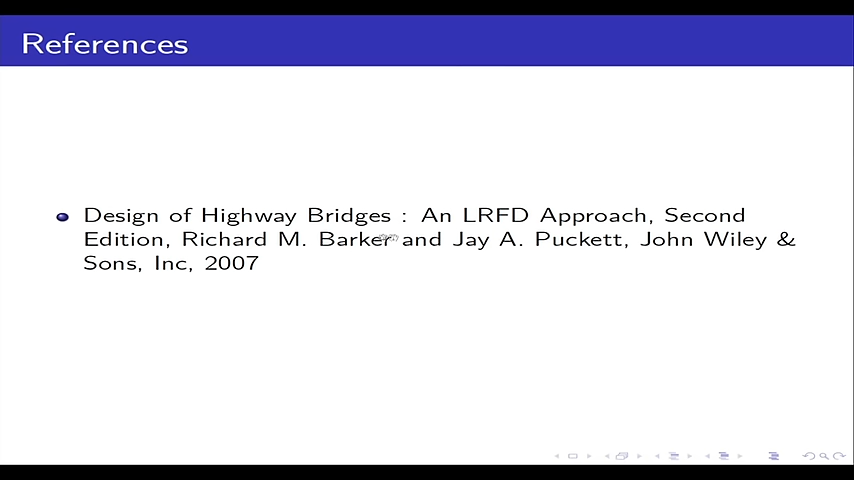 References
Design of Highway Bridges : An LRFD Approach, Second
Edition, Richard M. Barker and Jay A. Puckett, John Wiley &
Sons, Inc, 2007